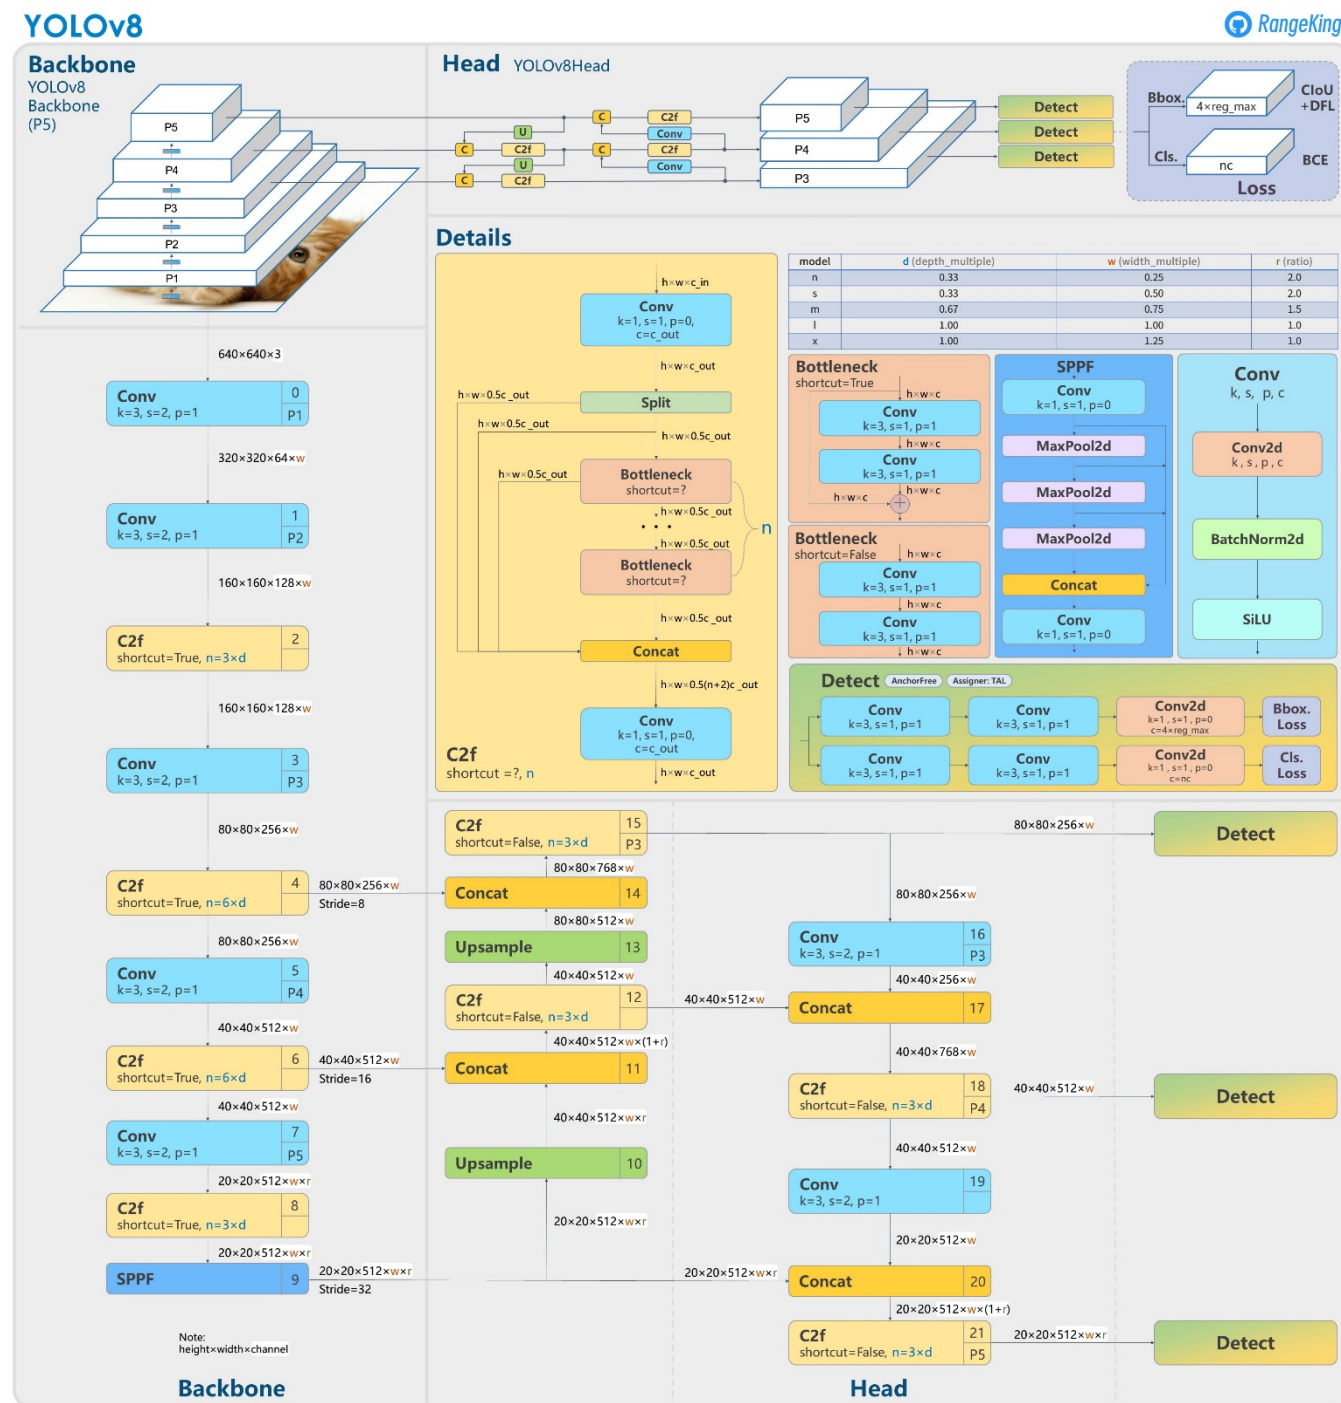 YOLOv8
RangeKing
Backbone
YOLOv8
Backbone
(P5)
P5
P4
P3
P2
P1
Head YOLOv8Head
C
C2f
U
Conv
C
C2f
C
C2f
U
Conv
C
C2f
P5
P4
P3
Detect
Detect
Detect
Bbox.
4×reg_max
CIoU
+DFL
Cls.
nc
BCE
Loss
Details
h×w×c_in
Conv
k=1, s=1, p=0,
c=c_out
h×w×c_out
h×w×0.5c_out
Split
h×w×0.5c_out
h×w×0.5c_out
h×w×0.5c_out
Bottleneck
shortcut=?
h×w×0.5c_out
. . .
n
h×w×0.5c_out
Bottleneck
shortcut=?
h×w×0.5c_out
Concat
h×w×0.5(n+2)c_out
Conv
k=1, s=1, p=0,
c=c_out
C2f
shortcut =?, n
h×w×c_out
model d (depth_multiple) w (width_multiple) r (ratio)
n 0.33 0.25 2.0
s 0.33 0.50 2.0
m 0.67 0.75 1.5
l 1.00 1.00 1.0
x 1.00 1.25 1.0
Bottleneck
shortcut=True
h×w×c
Conv
k=3, s=1, p=1
h×w×c
Conv
k=3, s=1, p=1
h×w×c
h×w×c
+
Bottleneck
shortcut=False
h×w×c
Conv
k=3, s=1, p=1
h×w×c
Conv
k=3, s=1, p=1
h×w×c
SPPF
Conv
k=1, s=1, p=0
MaxPool2d
MaxPool2d
MaxPool2d
Concat
Conv
k=1, s=1, p=0
Conv
k, s, p, c
Conv2d
k, s, p, c
BatchNorm2d
SiLU
Detect AnchorFree Assigner: TAL
Conv
k=3, s=1, p=1
Conv
k=3, s=1, p=1
Conv2d
k=1, s=1, p=0
c=4×reg_max
Bbox.
Loss
Conv
k=3, s=1, p=1
Conv
k=3, s=1, p=1
Conv2d
k=1, s=1, p=0
c=nc
Cls.
Loss
640×640×3
Conv
k=3, s=2, p=1
0
P1
320×320×64×w
Conv
k=3, s=2, p=1
1
P2
160×160×128×w
C2f
shortcut=True, n=3×d
2
160×160×128×w
Conv
k=3, s=2, p=1
3
P3
80×80×256×w
C2f
shortcut=True, n=6×d
4
80×80×256×w
Stride=8
80×80×256×w
Conv
k=3, s=2, p=1
5
P4
40×40×512×w
C2f
shortcut=True, n=6×d
6
40×40×512×w
Stride=16
40×40×512×w
Conv
k=3, s=2, p=1
7
P5
20×20×512×w×r
C2f
shortcut=True, n=3×d
8
20×20×512×w×r
SPPF
9
20×20×512×w×r
Stride=32
Note:
height×width×channel
Backbone
C2f
shortcut=False, n=3×d
15
P3
80×80×768×w
Concat
14
80×80×512×w
Upsample
13
40×40×512×w
C2f
shortcut=False, n=3×d
12
40×40×512×w
40×40×512×w×(1+r)
Concat
11
40×40×512×w×r
Upsample
10
20×20×512×w×r
20×20×512×w×r
80×80×256×w
Detect
80×80×256×w
Conv
k=3, s=2, p=1
16
P3
40×40×256×w
Concat
17
40×40×768×w
C2f
shortcut=False, n=3×d
18
P4
40×40×512×w
Detect
40×40×512×w
Conv
k=3, s=2, p=1
19
20×20×512×w
Concat
20
20×20×512×w×(1+r)
C2f
shortcut=False, n=3×d
21
P5
20×20×512×w×r
Detect
Head